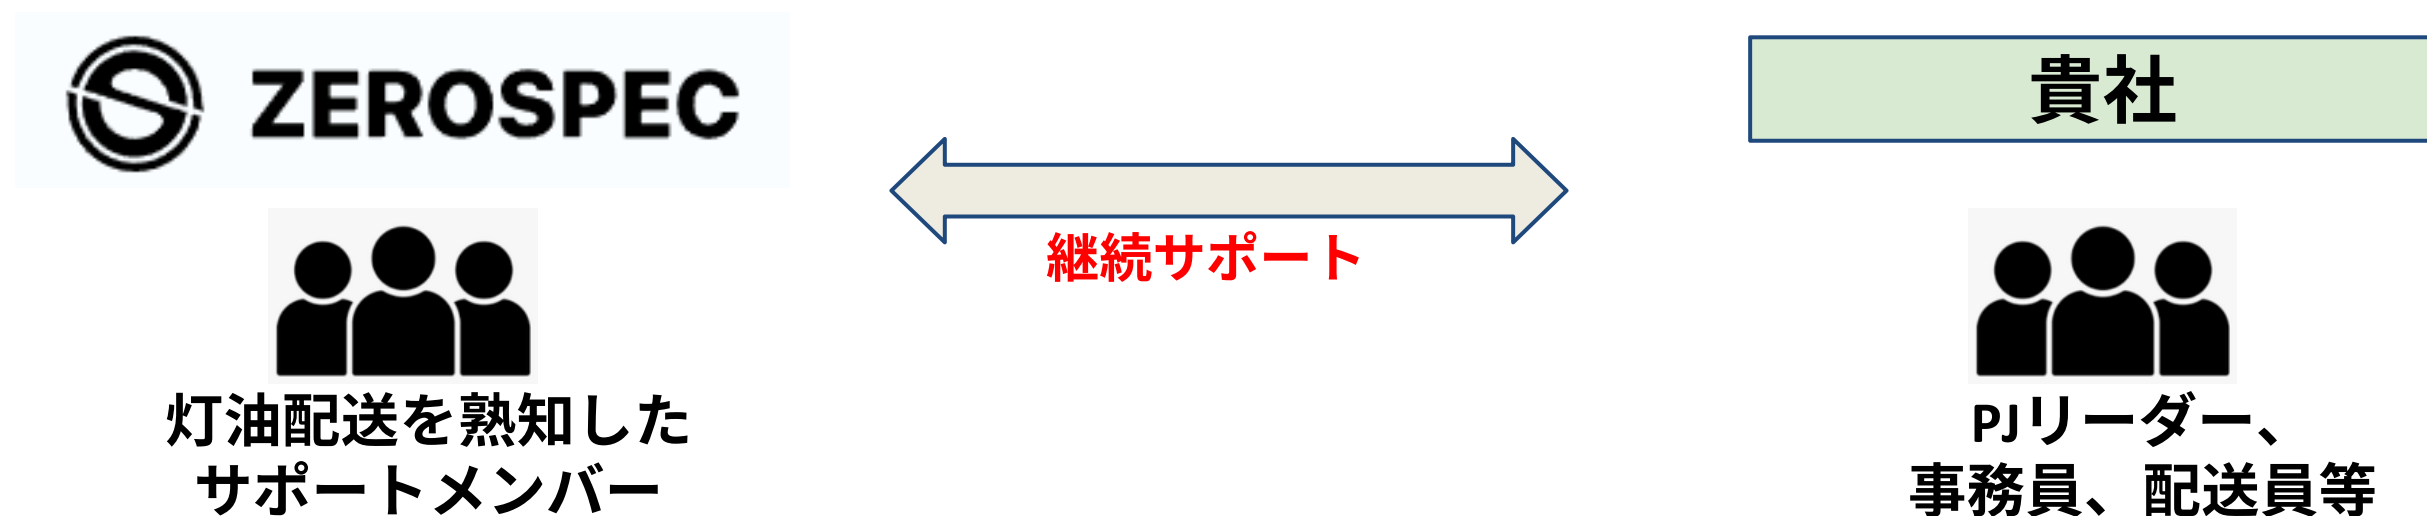 ZEROSPEC
貴社
継続サポート
灯油配送を熟知した
サポートメンバー
PJリーダー、
事務員、配送員等